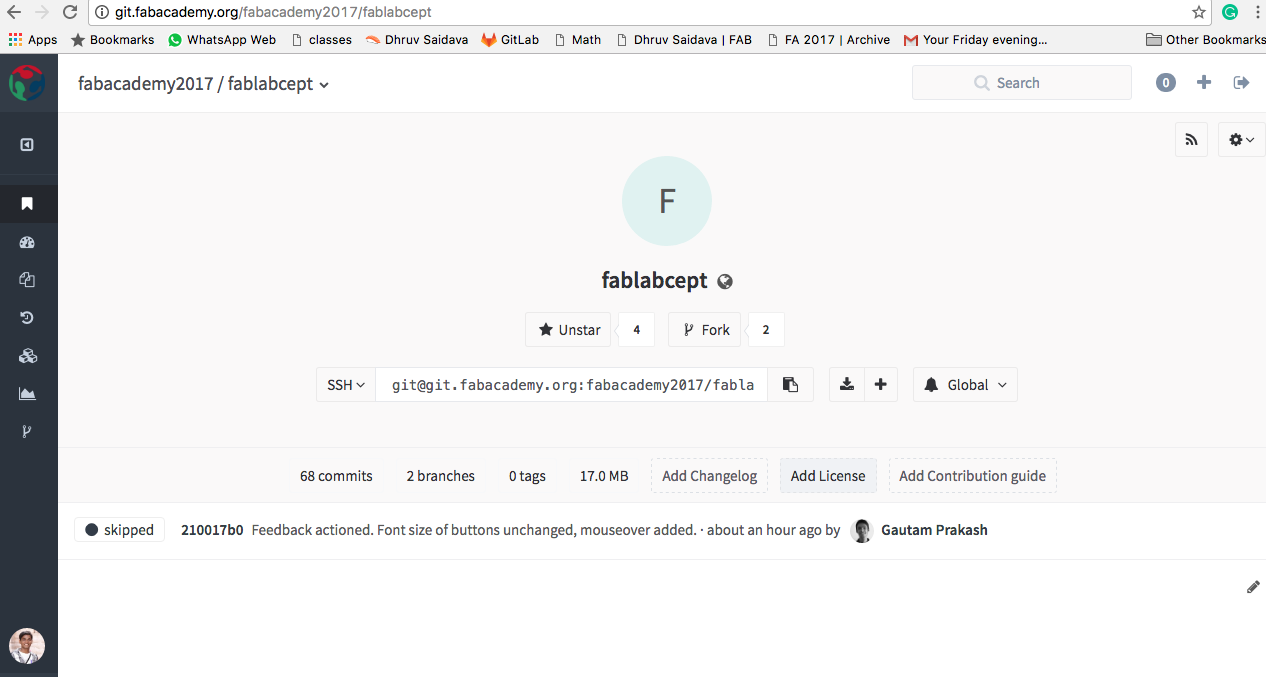 git.fabacademy.org/fabacademy2017/fablabcept
Apps Bookmarks WhatsApp Web classes Dhruv Saidava GitLab Math Dhruv Saidava | FAB FA 2017 | Archive Your Friday evening... Other Bookmarks
fabacademy2017 / fablabcept Search 0
F
fablabcept
Unstar 4 Fork 2
SSH git@git.fabacademy.org:fabacademy2017/fabla Global
68 commits 2 branches 0 tags 17.0 MB Add Changelog Add License Add Contribution guide
skipped 210017b0 Feedback actioned. Font size of buttons unchanged, mouseover added. · about an hour ago by Gautam Prakash